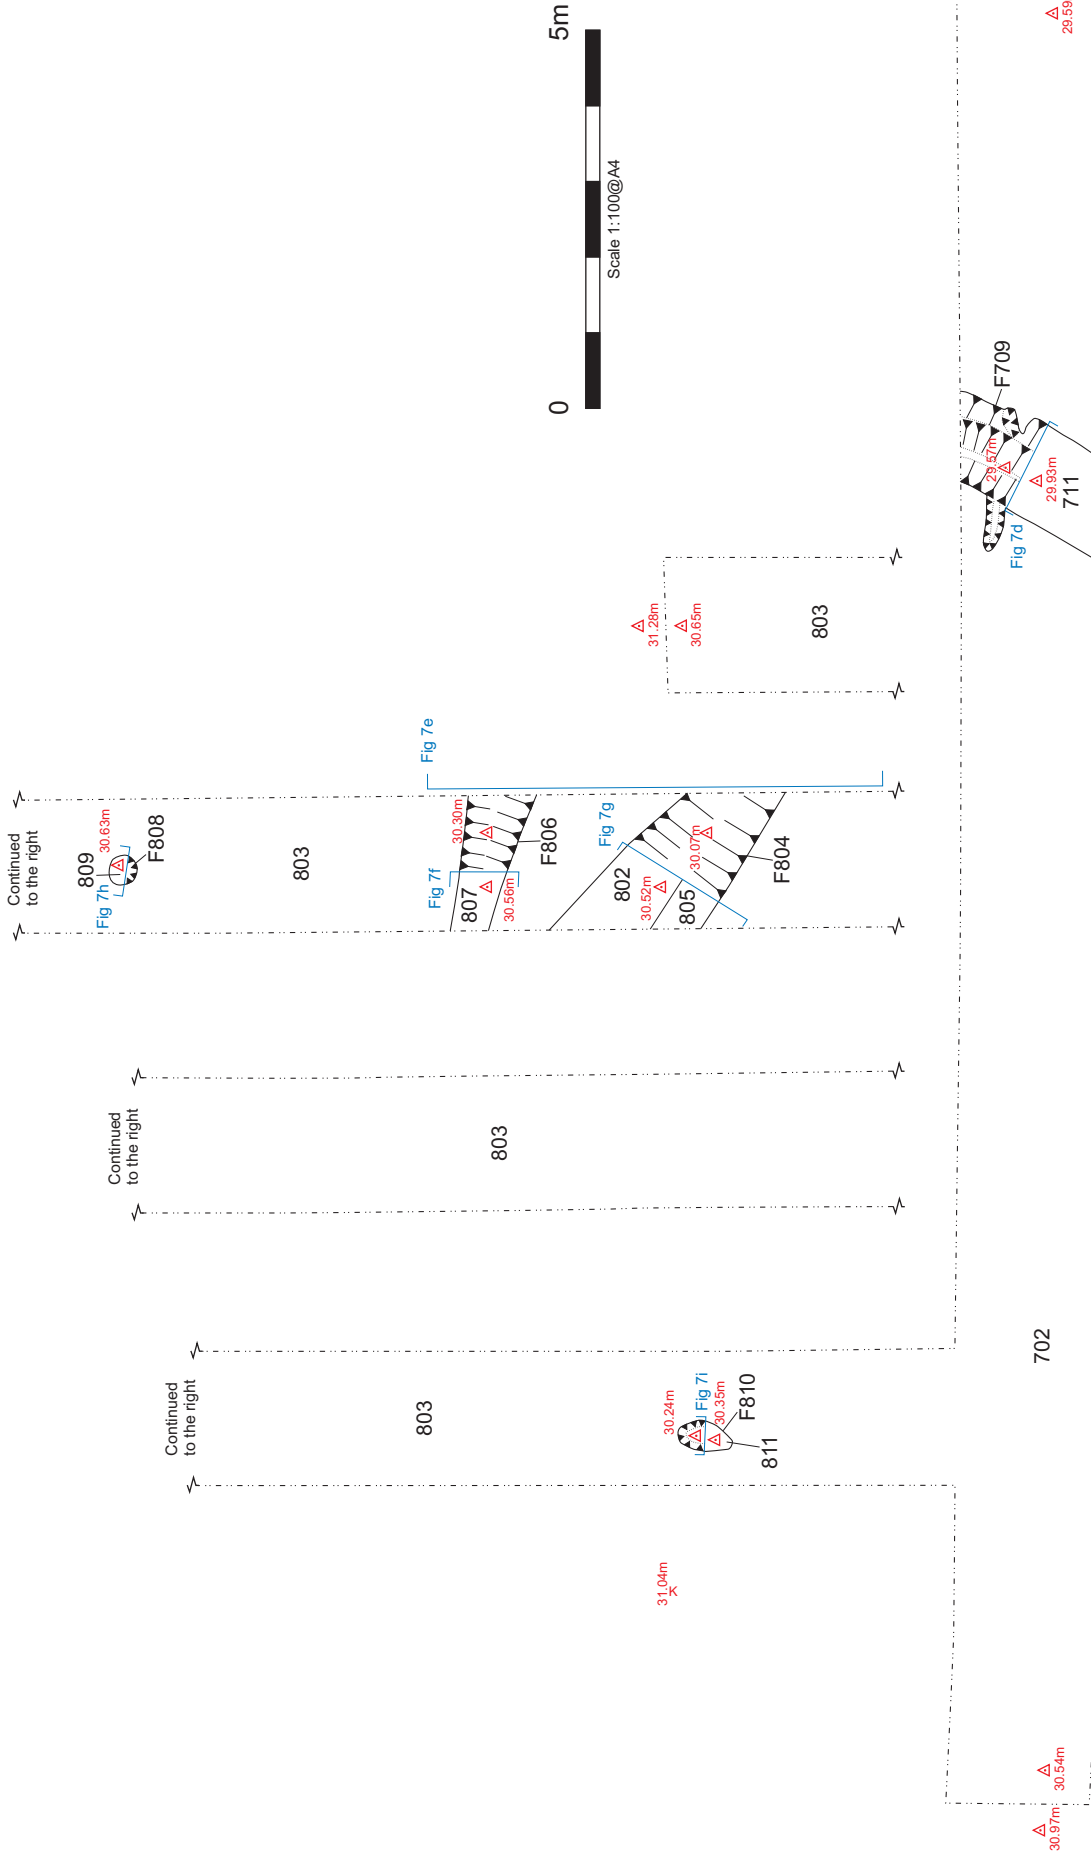 5m
0
Scale 1:100@A4
29.59
Continued
to the right
809
30.63m
F808
Fig 7h
803
Fig 7e
Fig 7f
30.30m
F806
807
30.56m
Fig 7g
802
30.07m
F804
30.52m
805
31.28m
30.65m
803
F709
29.57m
29.93m
711
Fig 7d
Continued
to the right
803
Continued
to the right
803
30.24m
Fig 7i
30.35m
F810
811
702
31.04m
K
30.54m
30.97m